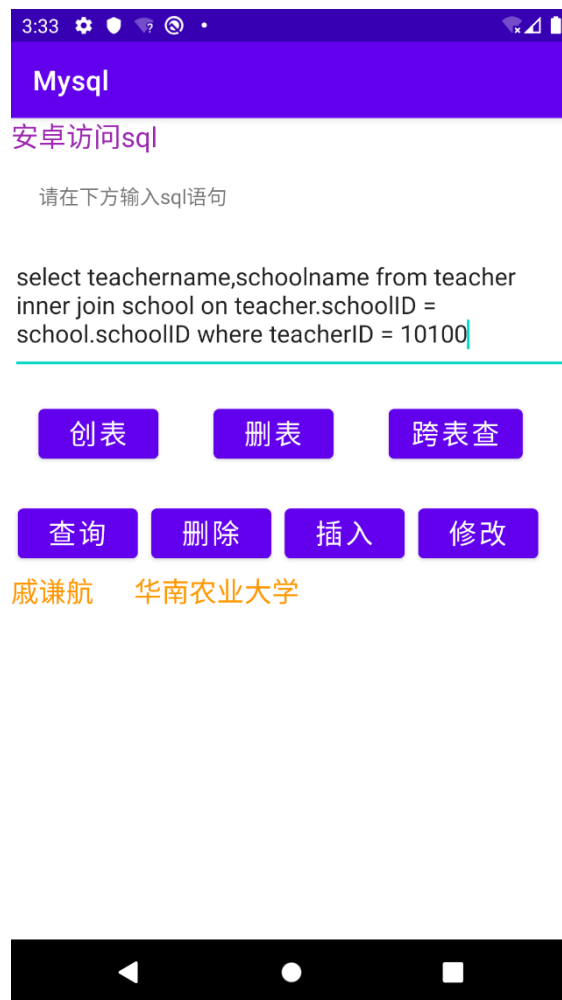 3:33
Mysql
安卓访问sql
请在下方输入sql语句
select teachername,schoolname from teacher
inner join school on teacher.schoolID =
school.schoolID where teacherID = 10100
创表 删表 跨表查
查询 删除 插入 修改
戚谦航 华南农业大学